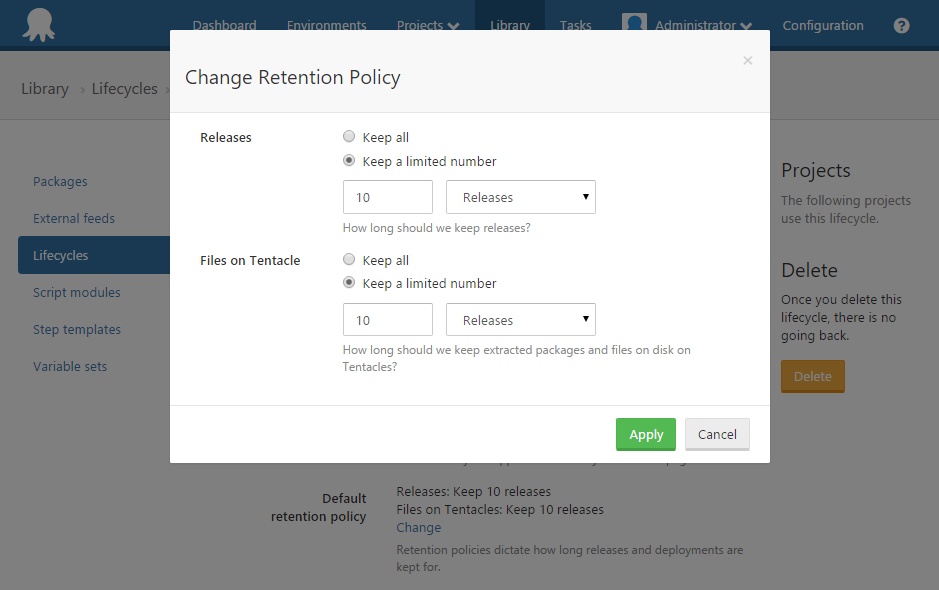 Dashboard Environments Projects Library Tasks Administrator Configuration ?
Library › Lifecycles ›
Change Retention Policy
×
Releases
Keep all
Keep a limited number
10 Releases
How long should we keep releases?
Files on Tentacle
Keep all
Keep a limited number
10 Releases
How long should we keep extracted packages and files on disk on
Tentacles?
Apply Cancel
Packages
External feeds
Lifecycles
Script modules
Step templates
Variable sets
Projects
The following projects
use this lifecycle.
Delete
Once you delete this
lifecycle, there is no
going back.
Delete
Default
retention policy
Releases: Keep 10 releases
Files on Tentacles: Keep 10 releases
Change
Retention policies dictate how long releases and deployments are
kept for.